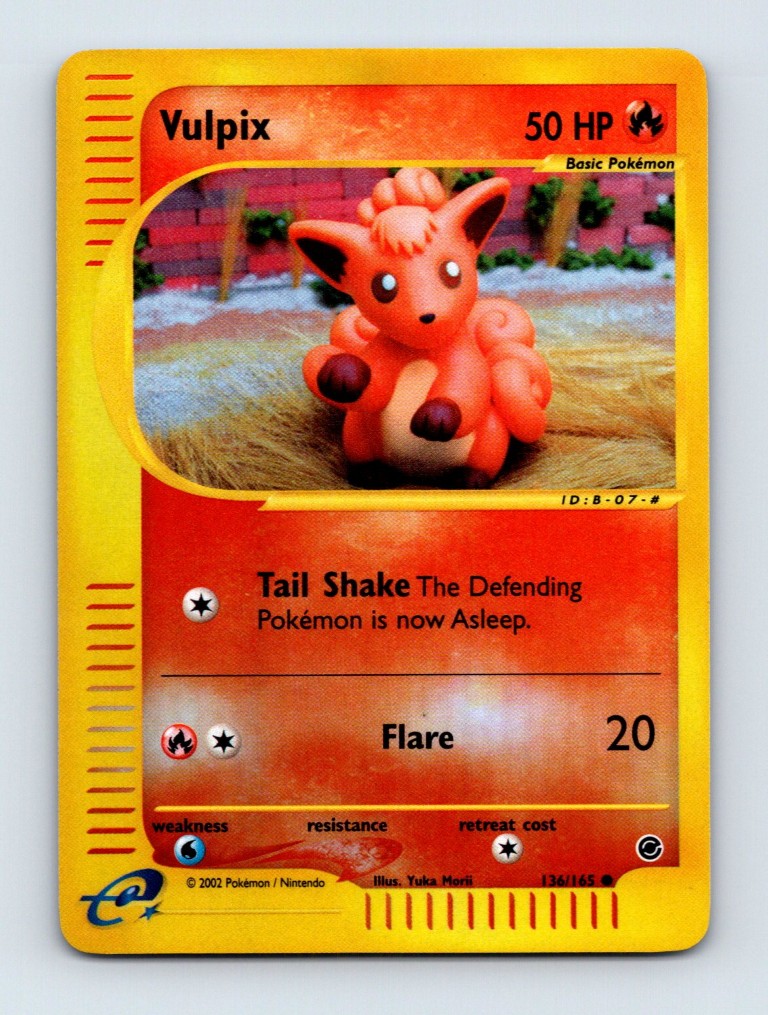 Vulpix
50 HP
Basic Pokémon
ID:B-07-#
Tail Shake The Defending
Pokémon is now Asleep.
Flare 20
weakness resistance retreat cost
© 2002 Pokémon / Nintendo Illus. Yuka Morii 136/165
e